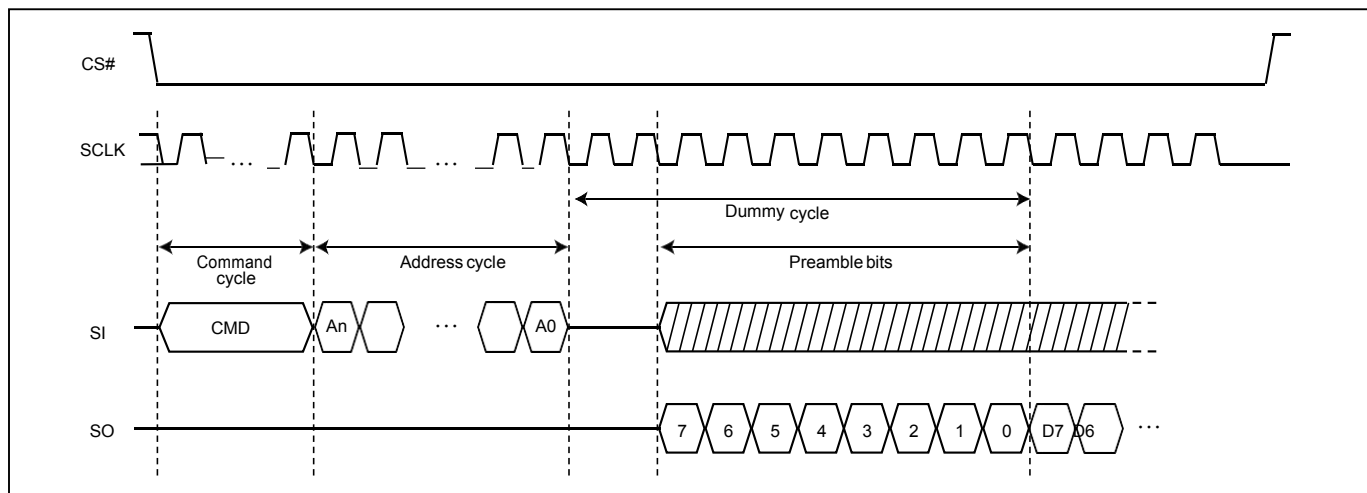 CS#
SCLK
... ...
Dummy cycle
Command
cycle
Address cycle
Preamble bits
SI
CMD An ... A0
SO
7 6 5 4 3 2 1 0 D7 D6 ...